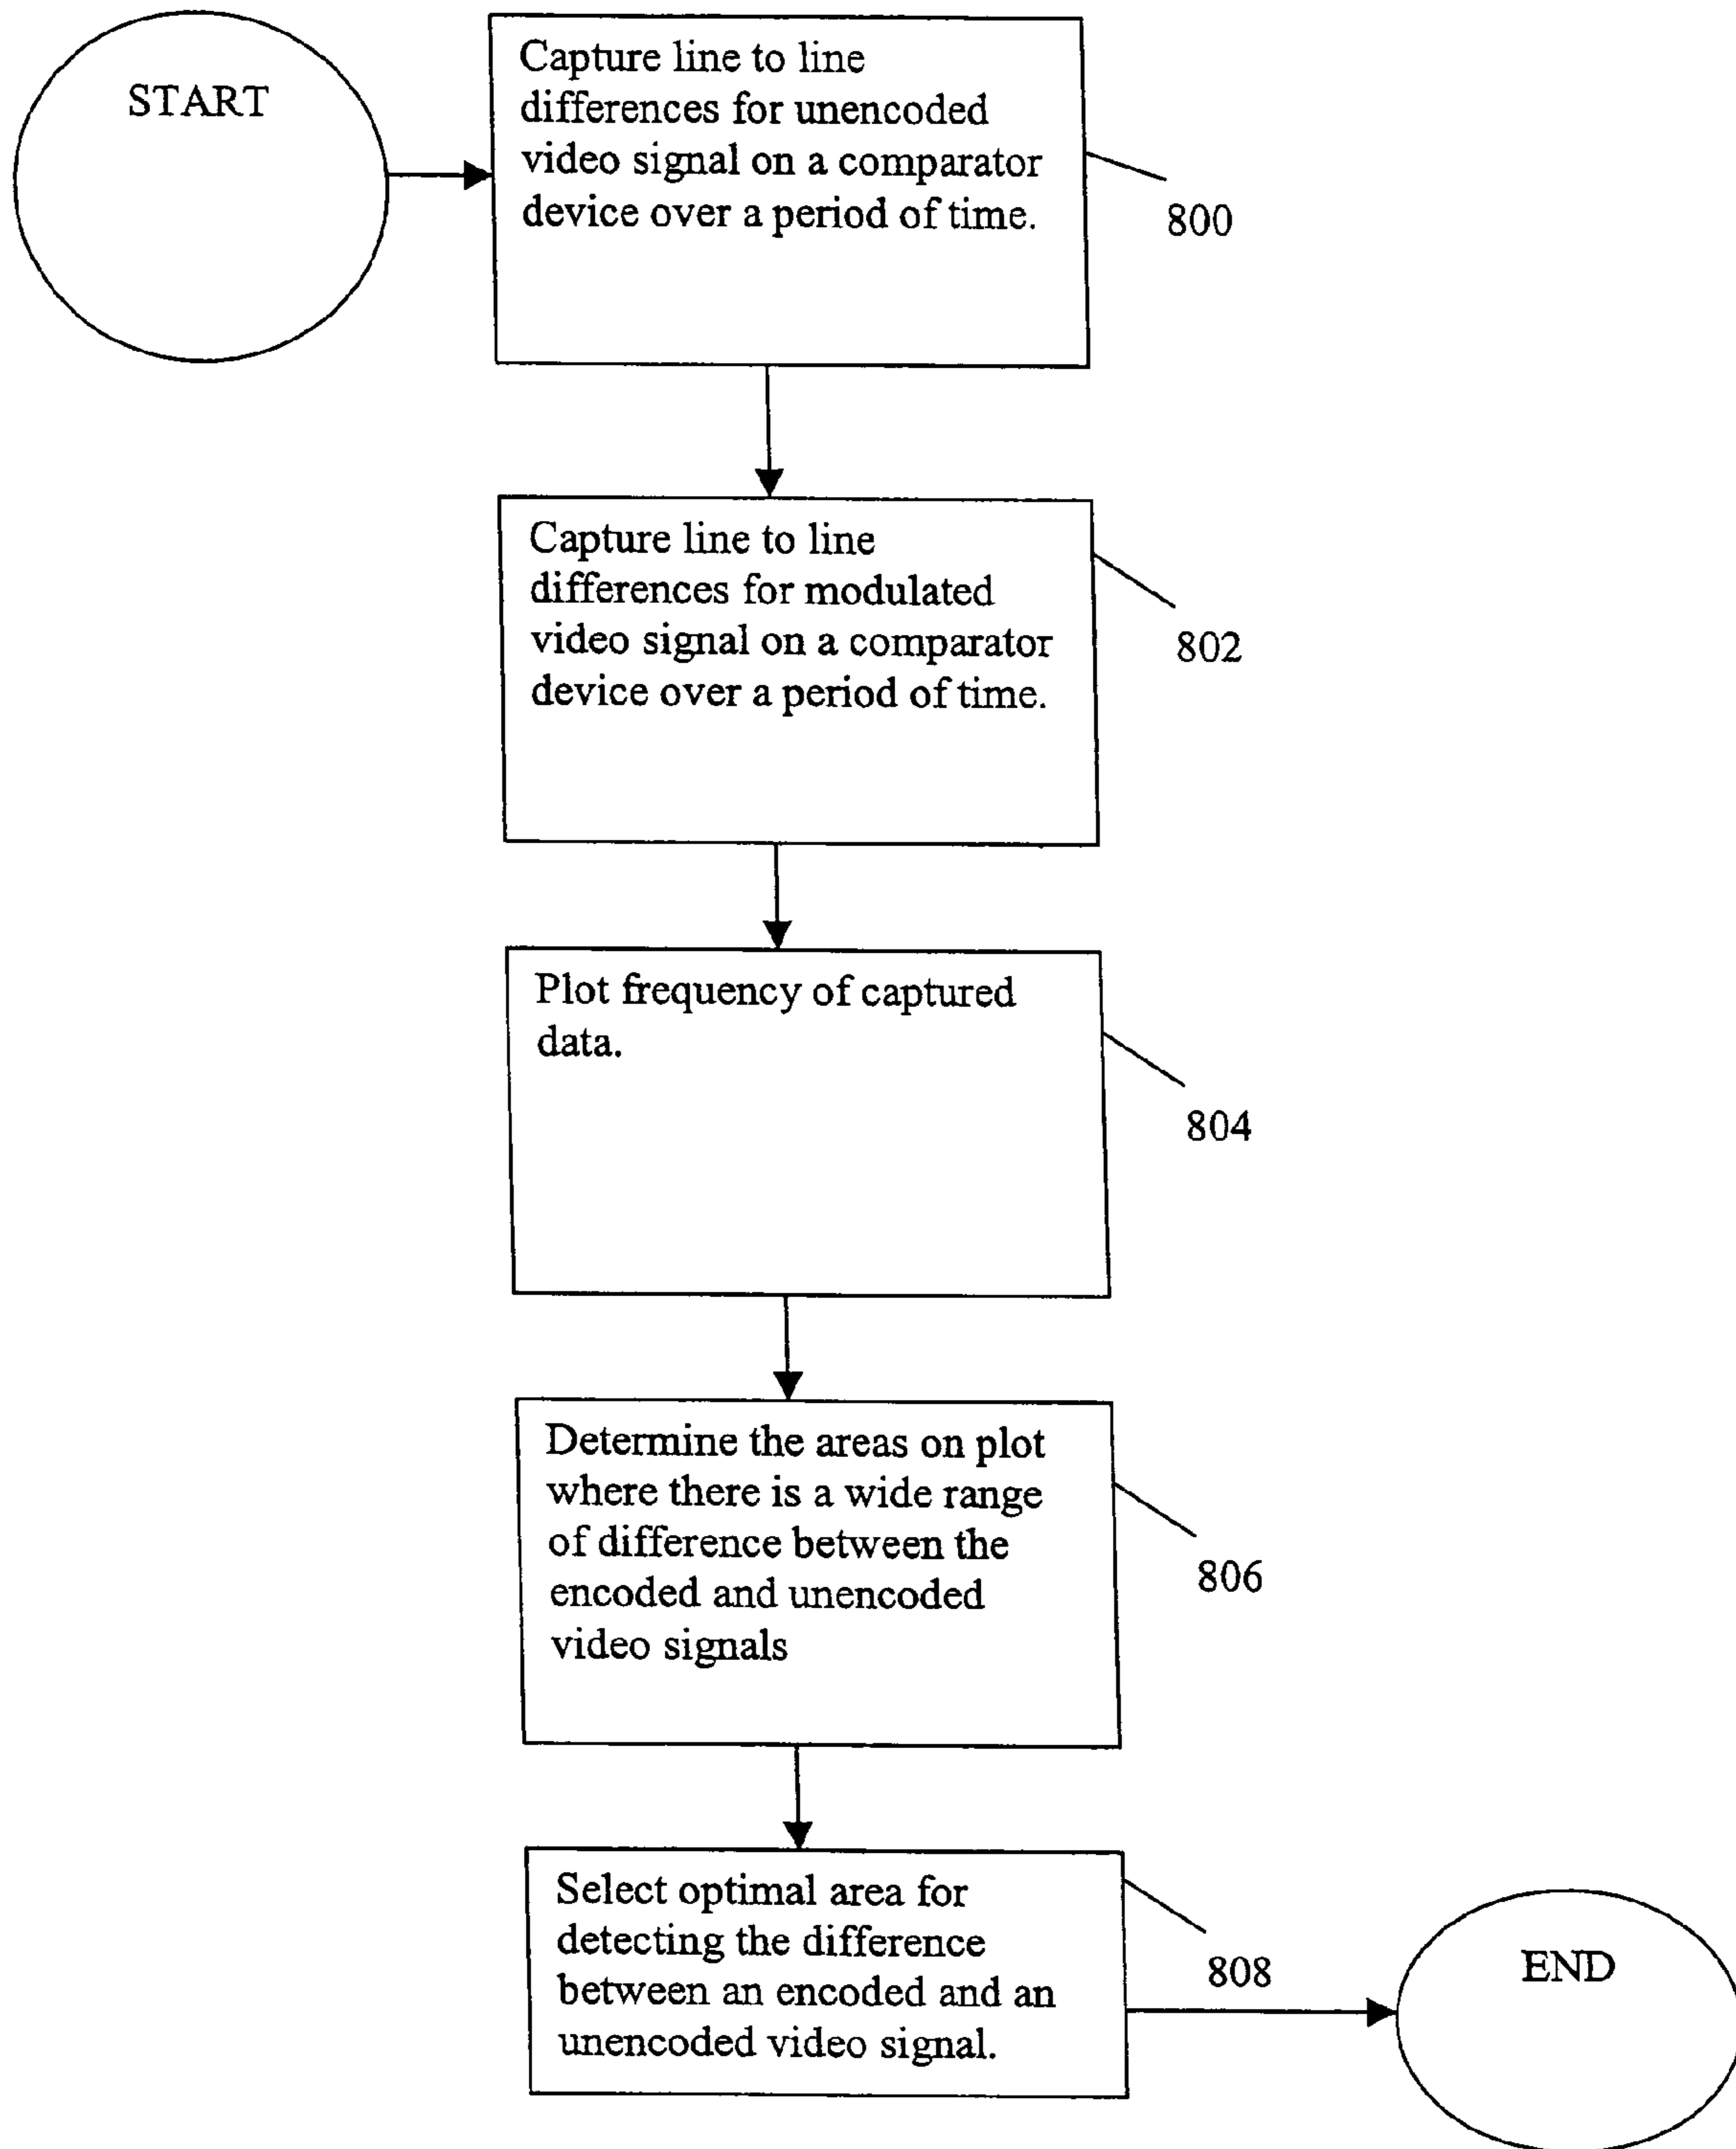 START
Capture line to line
differences for unencoded
video signal on a comparator
device over a period of time.
800
Capture line to line
differences for modulated
video signal on a comparator
device over a period of time.
802
Plot frequency of captured
data.
804
Determine the areas on plot
where there is a wide range
of difference between the
encoded and unencoded
video signals
806
Select optimal area for
detecting the difference
between an encoded and an
unencoded video signal.
808
END